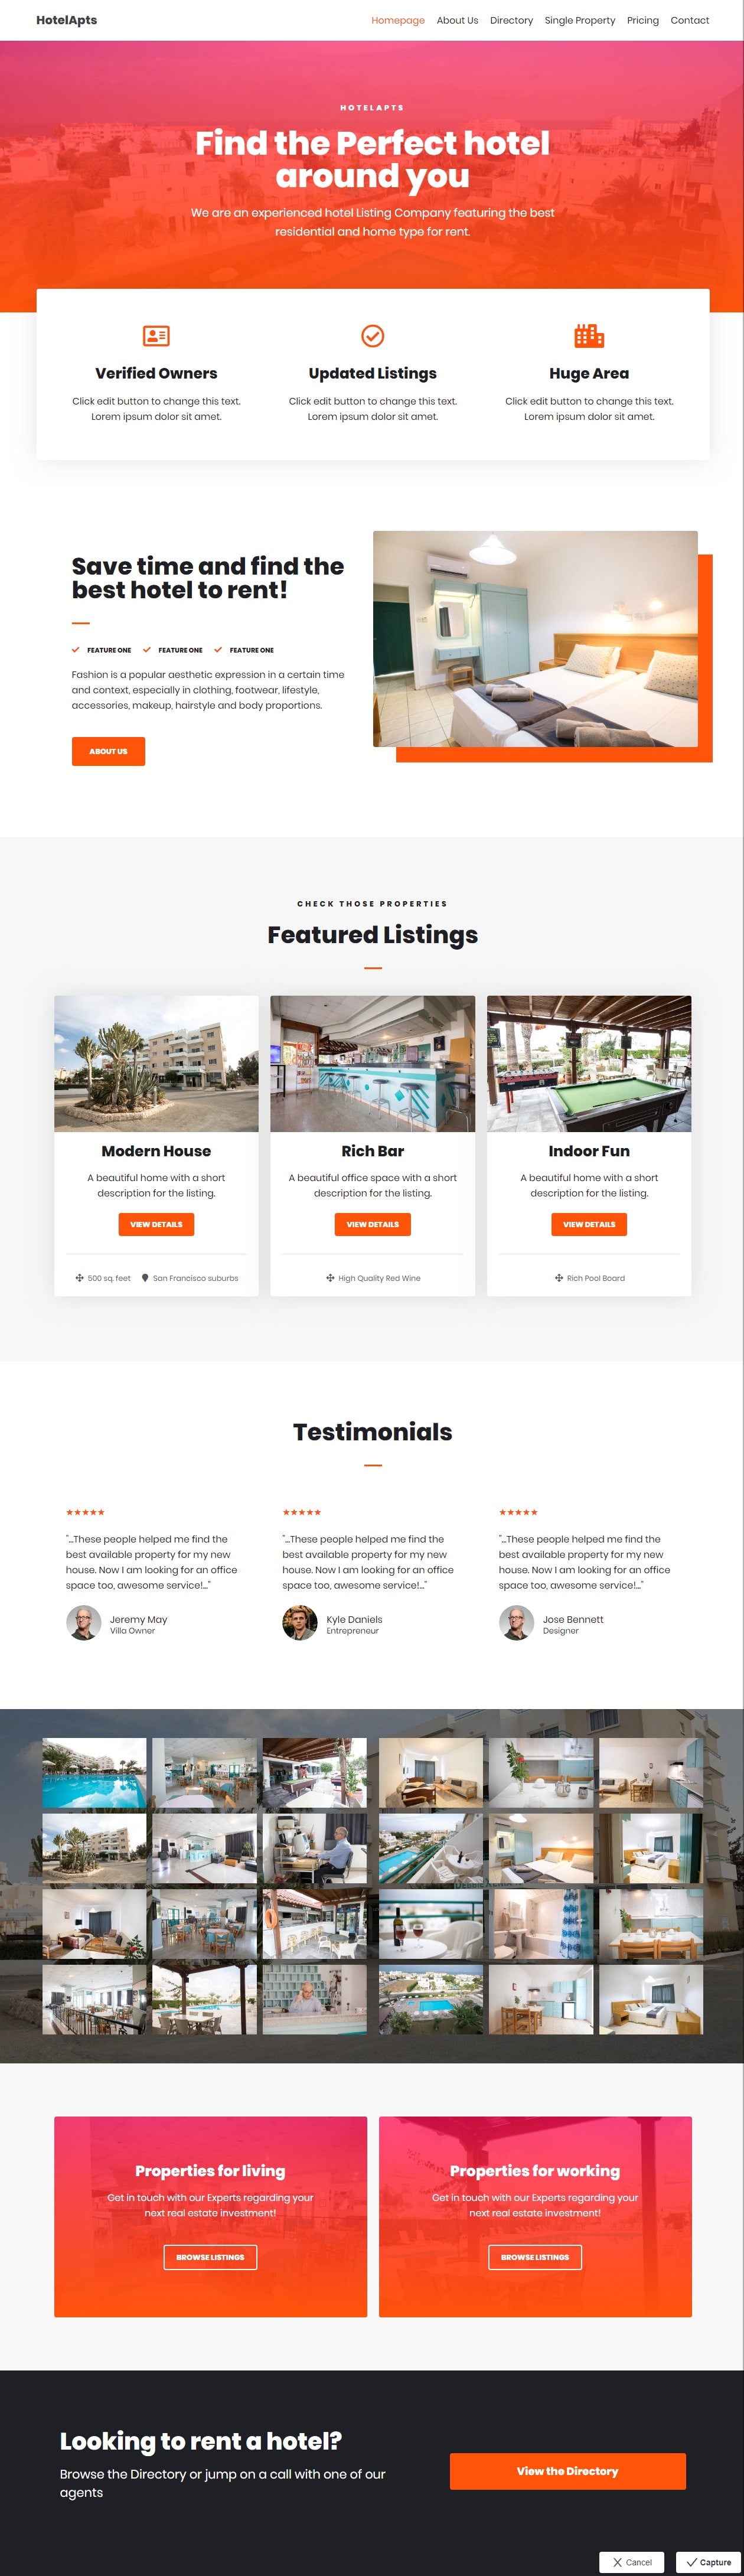 HotelApts
Homepage About Us Directory Single Property Pricing Contact
HOTELAPTS
Find the Perfect hotel
around you
We are an experienced hotel Listing Company featuring the best
residential and home type for rent.
Verified Owners
Click edit button to change this text.
Lorem ipsum dolor sit amet.
Updated Listings
Click edit button to change this text.
Lorem ipsum dolor sit amet.
Huge Area
Click edit button to change this text.
Lorem ipsum dolor sit amet.
Save time and find the
best hotel to rent!
FEATURE ONE FEATURE ONE FEATURE ONE
Fashion is a popular aesthetic expression in a certain time
and context, especially in clothing, footwear, lifestyle,
accessories, makeup, hairstyle and body proportions.
ABOUT US
CHECK THOSE PROPERTIES
Featured Listings
Modern House
A beautiful home with a short
description for the listing.
VIEW DETAILS
500 sq. feet San Francisco suburbs
Rich Bar
A beautiful office space with a short
description for the listing.
VIEW DETAILS
High Quality Red Wine
Indoor Fun
A beautiful home with a short
description for the listing.
VIEW DETAILS
Rich Pool Board
Testimonials
★★★★★
"...These people helped me find the
best available property for my new
house. Now I am looking for an office
space too, awesome service!..."
Jeremy May
Villa Owner
★★★★★
"...These people helped me find the
best available property for my new
house. Now I am looking for an office
space too, awesome service!..."
Kyle Daniels
Entrepreneur
★★★★★
"...These people helped me find the
best available property for my new
house. Now I am looking for an office
space too, awesome service!..."
Jose Bennett
Designer
Properties for living
Get in touch with our Experts regarding your
next real estate investment!
BROWSE LISTINGS
Properties for working
Get in touch with our Experts regarding your
next real estate investment!
BROWSE LISTINGS
Looking to rent a hotel?
Browse the Directory or jump on a call with one of our
agents
View the Directory
Cancel Capture